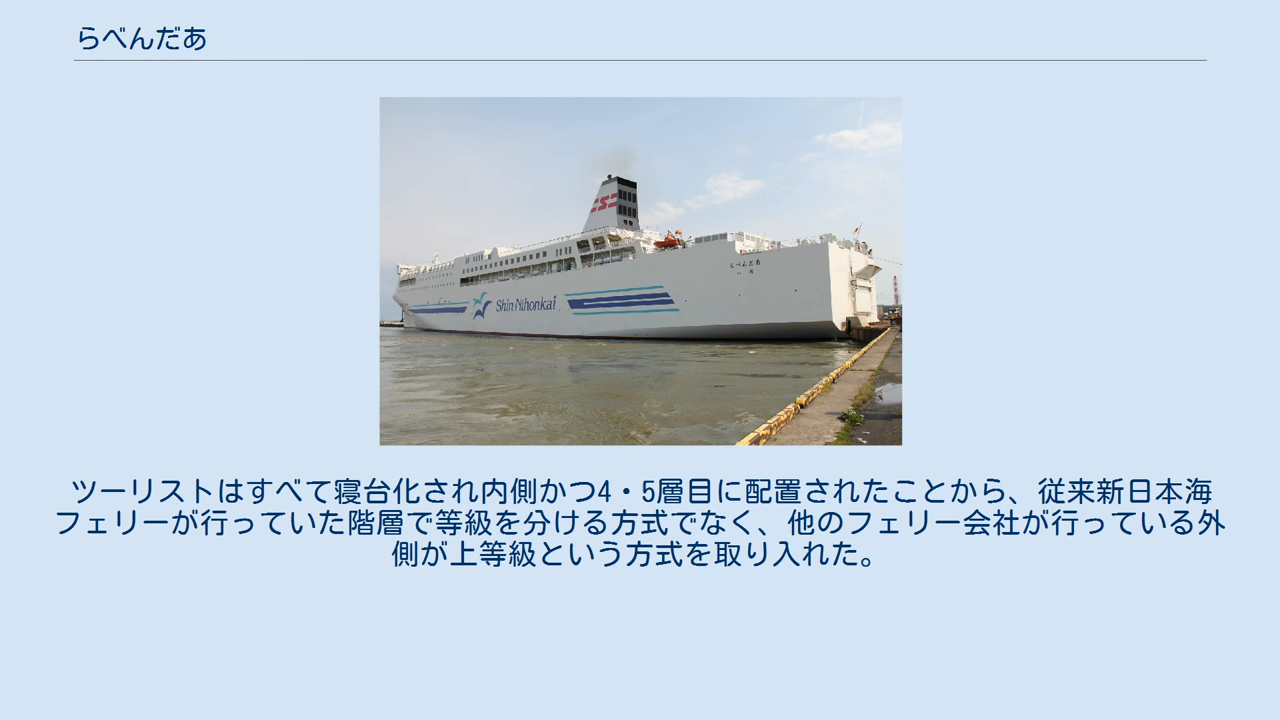 らべんだあ
Shin Nihonkai
らべんだあ
ツーリストはすべて寝台化され内側かつ4・5層目に配置されたことから、従来新日本海
フェリーが行っていた階層で等級を分ける方式でなく、他のフェリー会社が行っている外
側が上等級という方式を取り入れた。